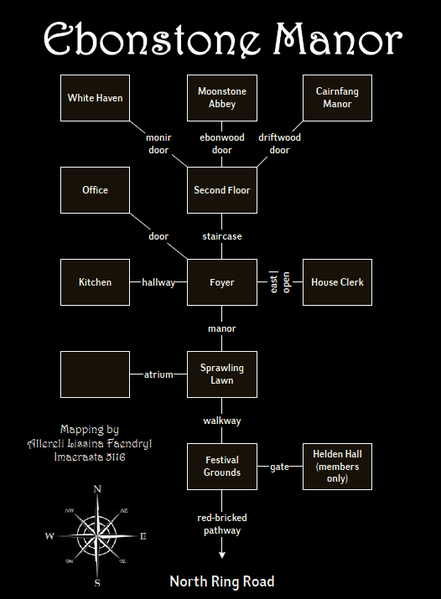 Ebonstone Manor
White Haven
Moonstone
Abbey
Cairnfang
Manor
monir
door
ebonwood
door
driftwood
door
Office
Second Floor
door
staircase
Kitchen
hallway
Foyer
east |
open
House Clerk
manor
atrium
Sprawling
Lawn
walkway
Mapping by
Allereli Lissina Faendryl
Imaerasta 5116
Festival
Grounds
gate
Helden Hall
(members
only)
N
NW
NE
W
E
SW
SE
S
red-bricked
pathway
North Ring Road